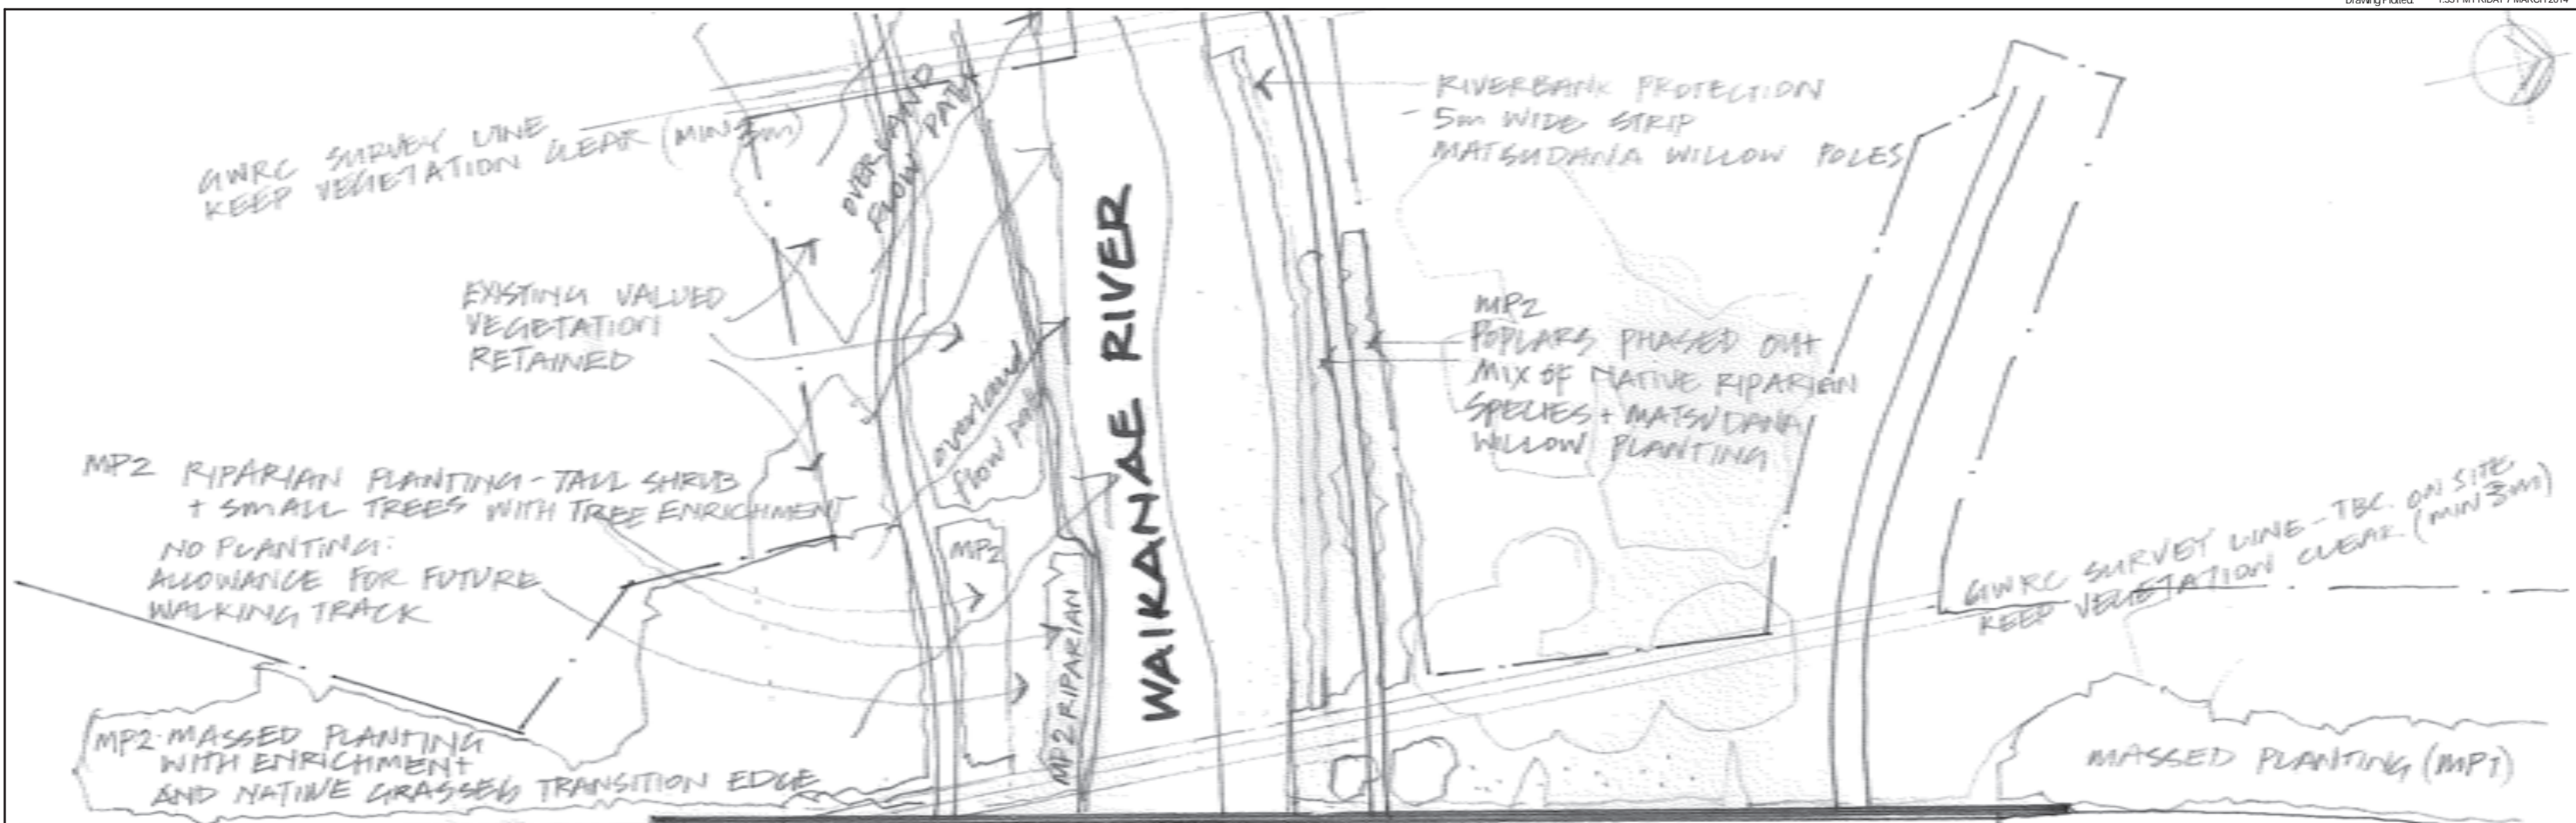 Drawing Plotted:
GWRC SURVEY LINE
KEEP VEGETATION CLEAR (MIN 3m)
OVERLAND
FLOW PATH
RIVERBANK PROTECTION
- 5m WIDE STRIP
MATSUDANA WILLOW POLES
EXISTING VALUED
VEGETATION
RETAINED
WAIKANAE RIVER
MP2
POPLARS PHASED OUT
MIX OF NATIVE RIPARIAN
SPECIES + MATSUDANA
WILLOW PLANTING
overland
flow path
MP2 RIPARIAN PLANTING - TALL SHRUB
+ SMALL TREES WITH TREE ENRICHMENT
NO PLANTING:
ALLOWANCE FOR FUTURE
WALKING TRACK
MP2
MP2 RIPARIAN
GWRC SURVEY LINE - TBC. ON SITE
KEEP VEGETATION CLEAR (MIN 3m)
MP2 - MASSED PLANTING
WITH ENRICHMENT
AND NATIVE GRASSES TRANSITION EDGE
MASSED PLANTING (MP1)